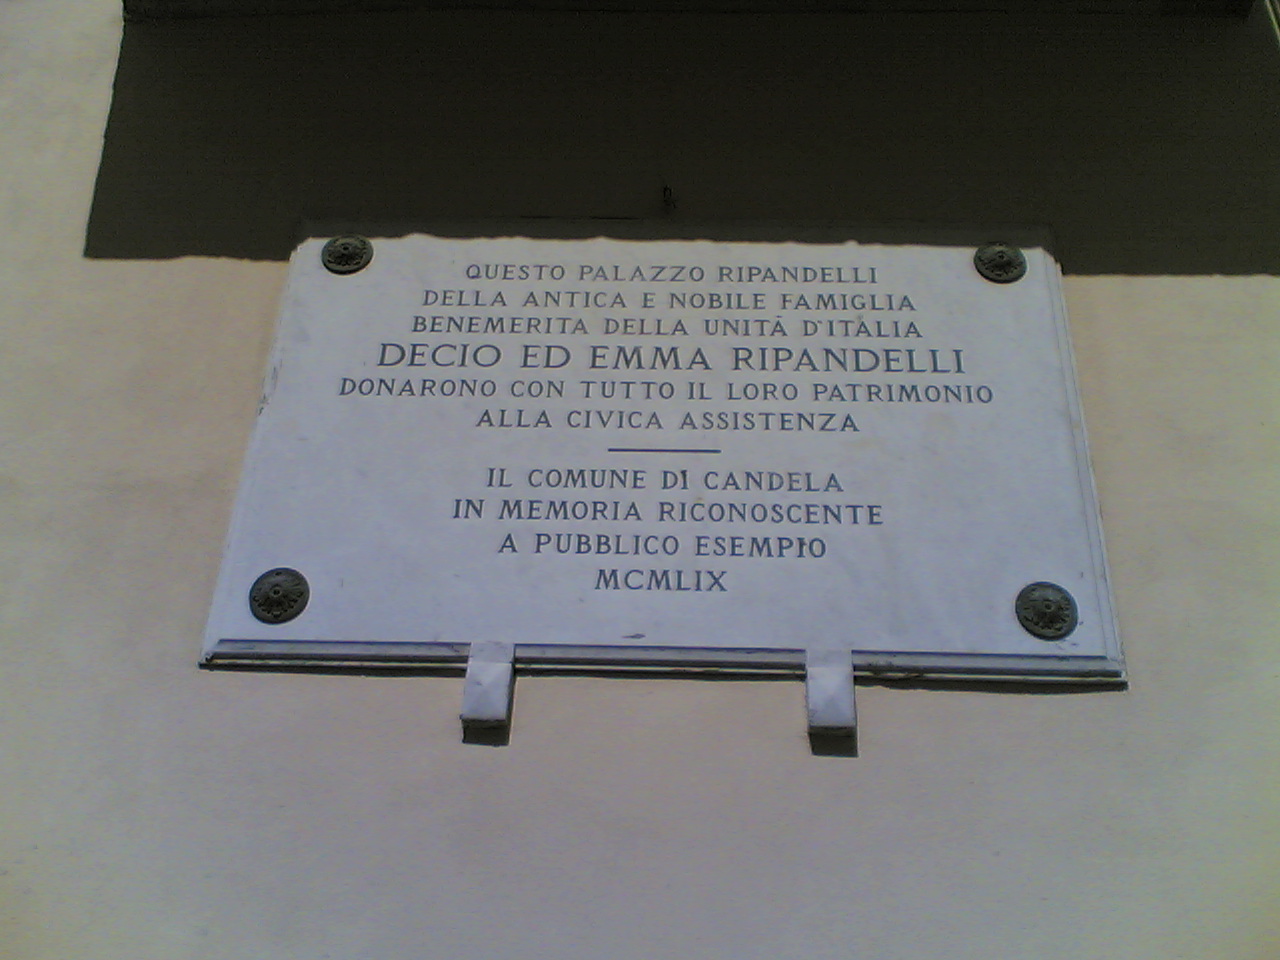 QUESTO PALAZZO RIPANDELLI
DELLA ANTICA E NOBILE FAMIGLIA
BENEMERITA DELLA UNITÀ D'ITALIA
DECIO ED EMMA RIPANDELLI
DONARONO CON TUTTO IL LORO PATRIMONIO
ALLA CIVICA ASSISTENZA
IL COMUNE DI CANDELA
IN MEMORIA RICONOSCENTE
A PUBBLICO ESEMPIO
MCMLIX